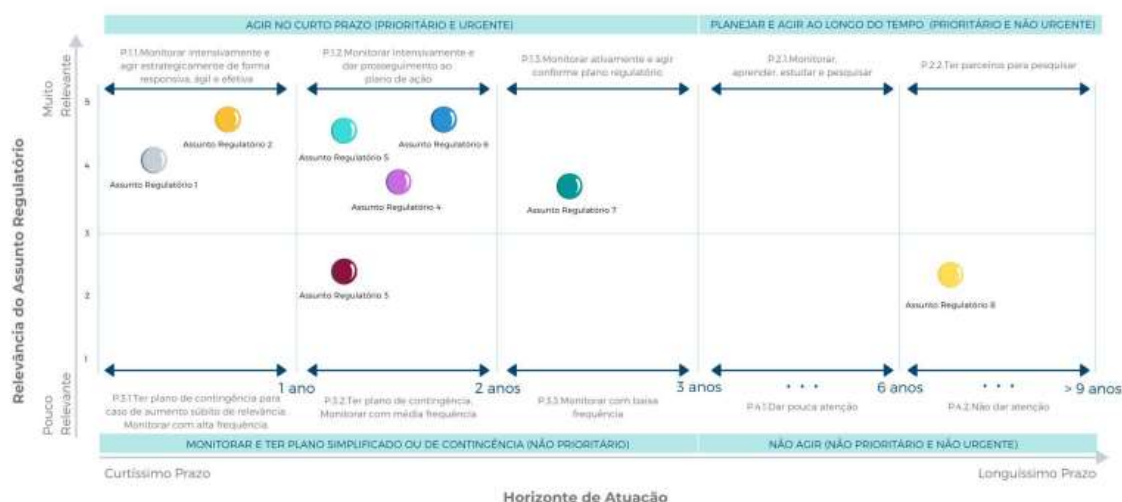 AGIR NO CURTO PRAZO (PRIORITÁRIO E URGENTE)
PLANEJAR E AGIR AO LONGO DO TEMPO (PRIORITÁRIO E NÃO URGENTE)
P.1.1.Monitorar intensivamente e
agir estrategicamente de forma
responsiva, ágil e efetiva
P.1.2.Monitorar Intensivamente e
dar prosseguimento ao
plano de ação
P.1.3.Monitorar ativamente e agir
conforme plano regulatório
P.2.1.Monitorar,
aprender, estudar e pesquisar
P.2.2.Ter parceiros para pesquisar
Muito
Relevante
Relevância do Assunto Regulatório
Pouco
Relevante
5
4
3
2
1
Assunto Regulatório 2
Assunto Regulatório 1
Assunto Regulatório 5
Assunto Regulatório 6
Assunto Regulatório 4
Assunto Regulatório 7
Assunto Regulatório 3
Assunto Regulatório 8
1 ano
2 anos
3 anos
• • •
6 anos
• • •
> 9 anos
P.3.1.Ter plano de contingência para
caso de aumento súbito de relevância.
Monitorar com alta frequência.
P.3.2.Ter plano de contingência.
Monitorar com média frequência.
P.3.3.Monitorar com baixa
frequência
P.4.1.Dar pouca atenção
P.4.2.Não dar atenção
MONITORAR E TER PLANO SIMPLIFICADO OU DE CONTINGÊNCIA (NÃO PRIORITÁRIO)
NÃO AGIR (NÃO PRIORITÁRIO E NÃO URGENTE)
Curtíssimo Prazo
Longuíssimo Prazo
Horizonte de Atuação